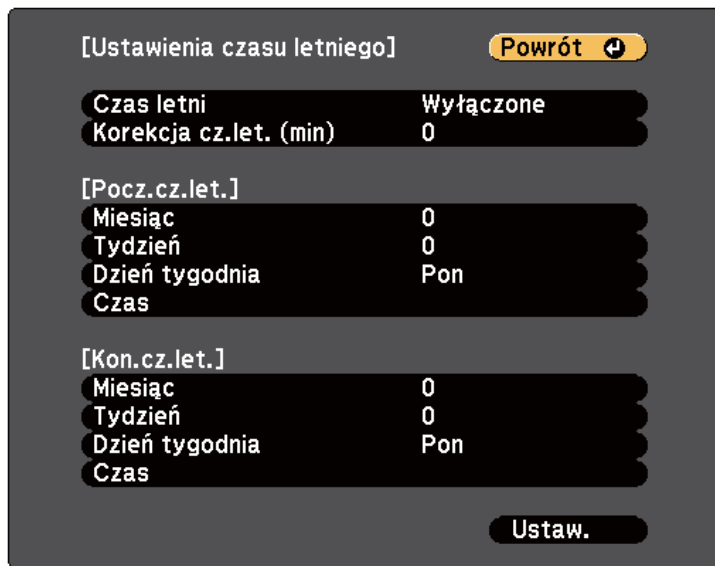 [Ustawienia czasu letniego] Powrót
Czas letni Wyłączone
Korekcja cz.let. (min) 0
[Pocz.cz.let.]
Miesiąc 0
Tydzień 0
Dzień tygodnia Pon
Czas
[Kon.cz.let.]
Miesiąc 0
Tydzień 0
Dzień tygodnia Pon
Czas
Ustaw.